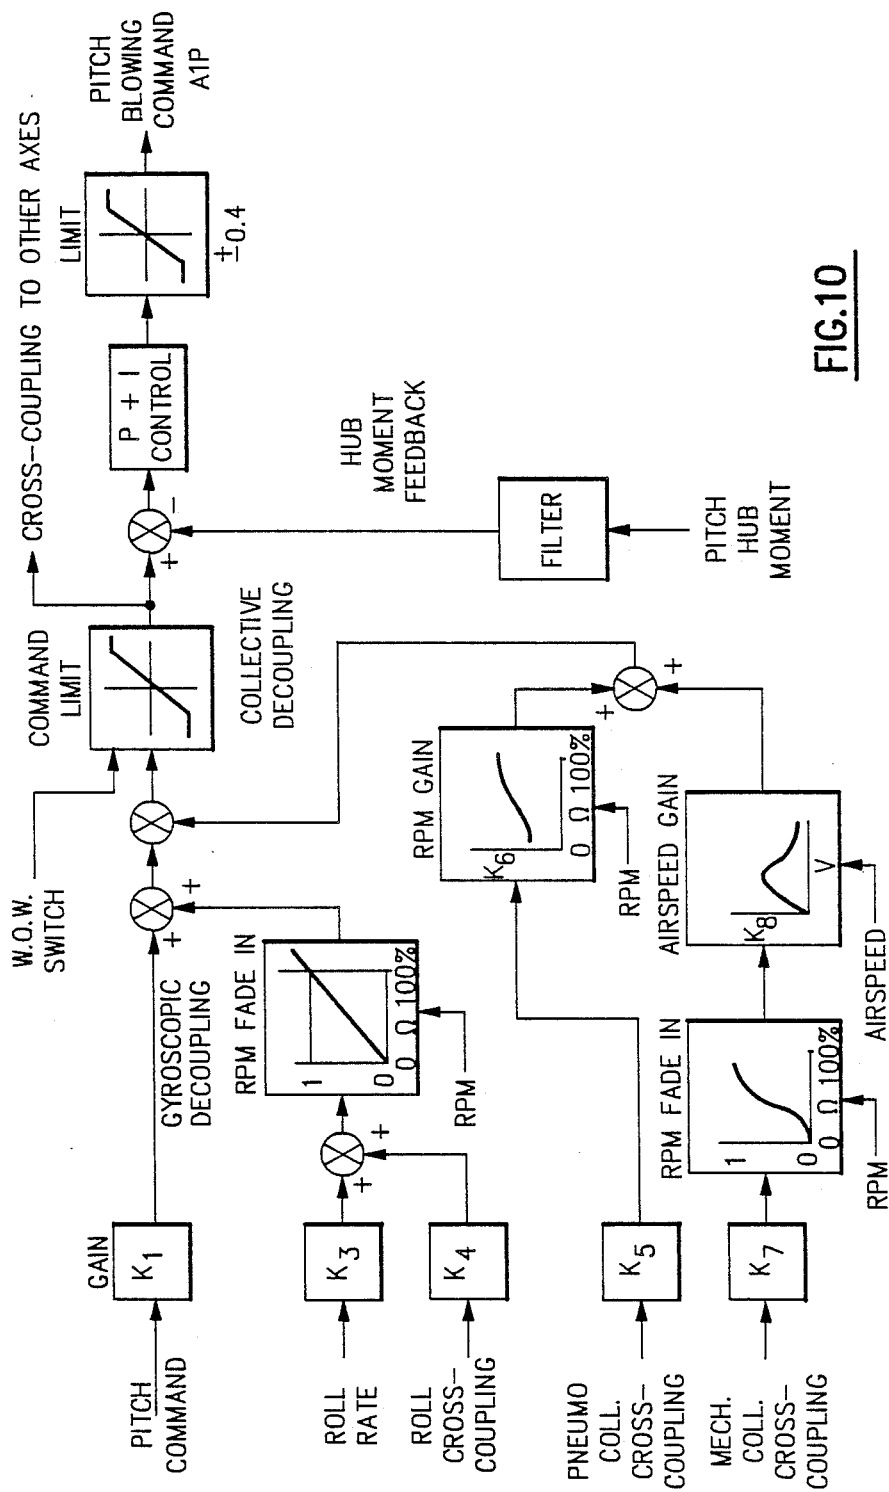 PITCH
COMMAND
GAIN
K1
W.O.W.
SWITCH
GYROSCOPIC
DECOUPLING
+
+
COMMAND
LIMIT
CROSS-COUPLING TO OTHER AXES
+
-
P + I
CONTROL
LIMIT
±0.4
PITCH
BLOWING
COMMAND
A1P
ROLL
RATE
K3
ROLL
CROSS-
COUPLING
K4
+
+
RPM FADE IN
1
0
0 Ω 100%
RPM
COLLECTIVE
DECOUPLING
HUB
MOMENT
FEEDBACK
FILTER
PITCH
HUB
MOMENT
PNEUMO
COLL.
CROSS-
COUPLING
K5
RPM GAIN
K6
0 Ω 100%
RPM
+
+
MECH.
COLL.
CROSS-
COUPLING
K7
RPM FADE IN
1
0
0 Ω 100%
RPM
AIRSPEED GAIN
K8
V
AIRSPEED
FIG.10